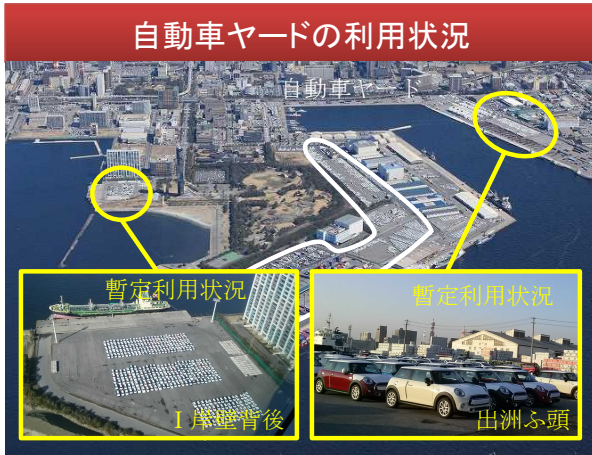 自動車ヤードの利用状況
自動車ヤード
暫定利用状況
I 岸壁背後
暫定利用状況
出洲ふ頭